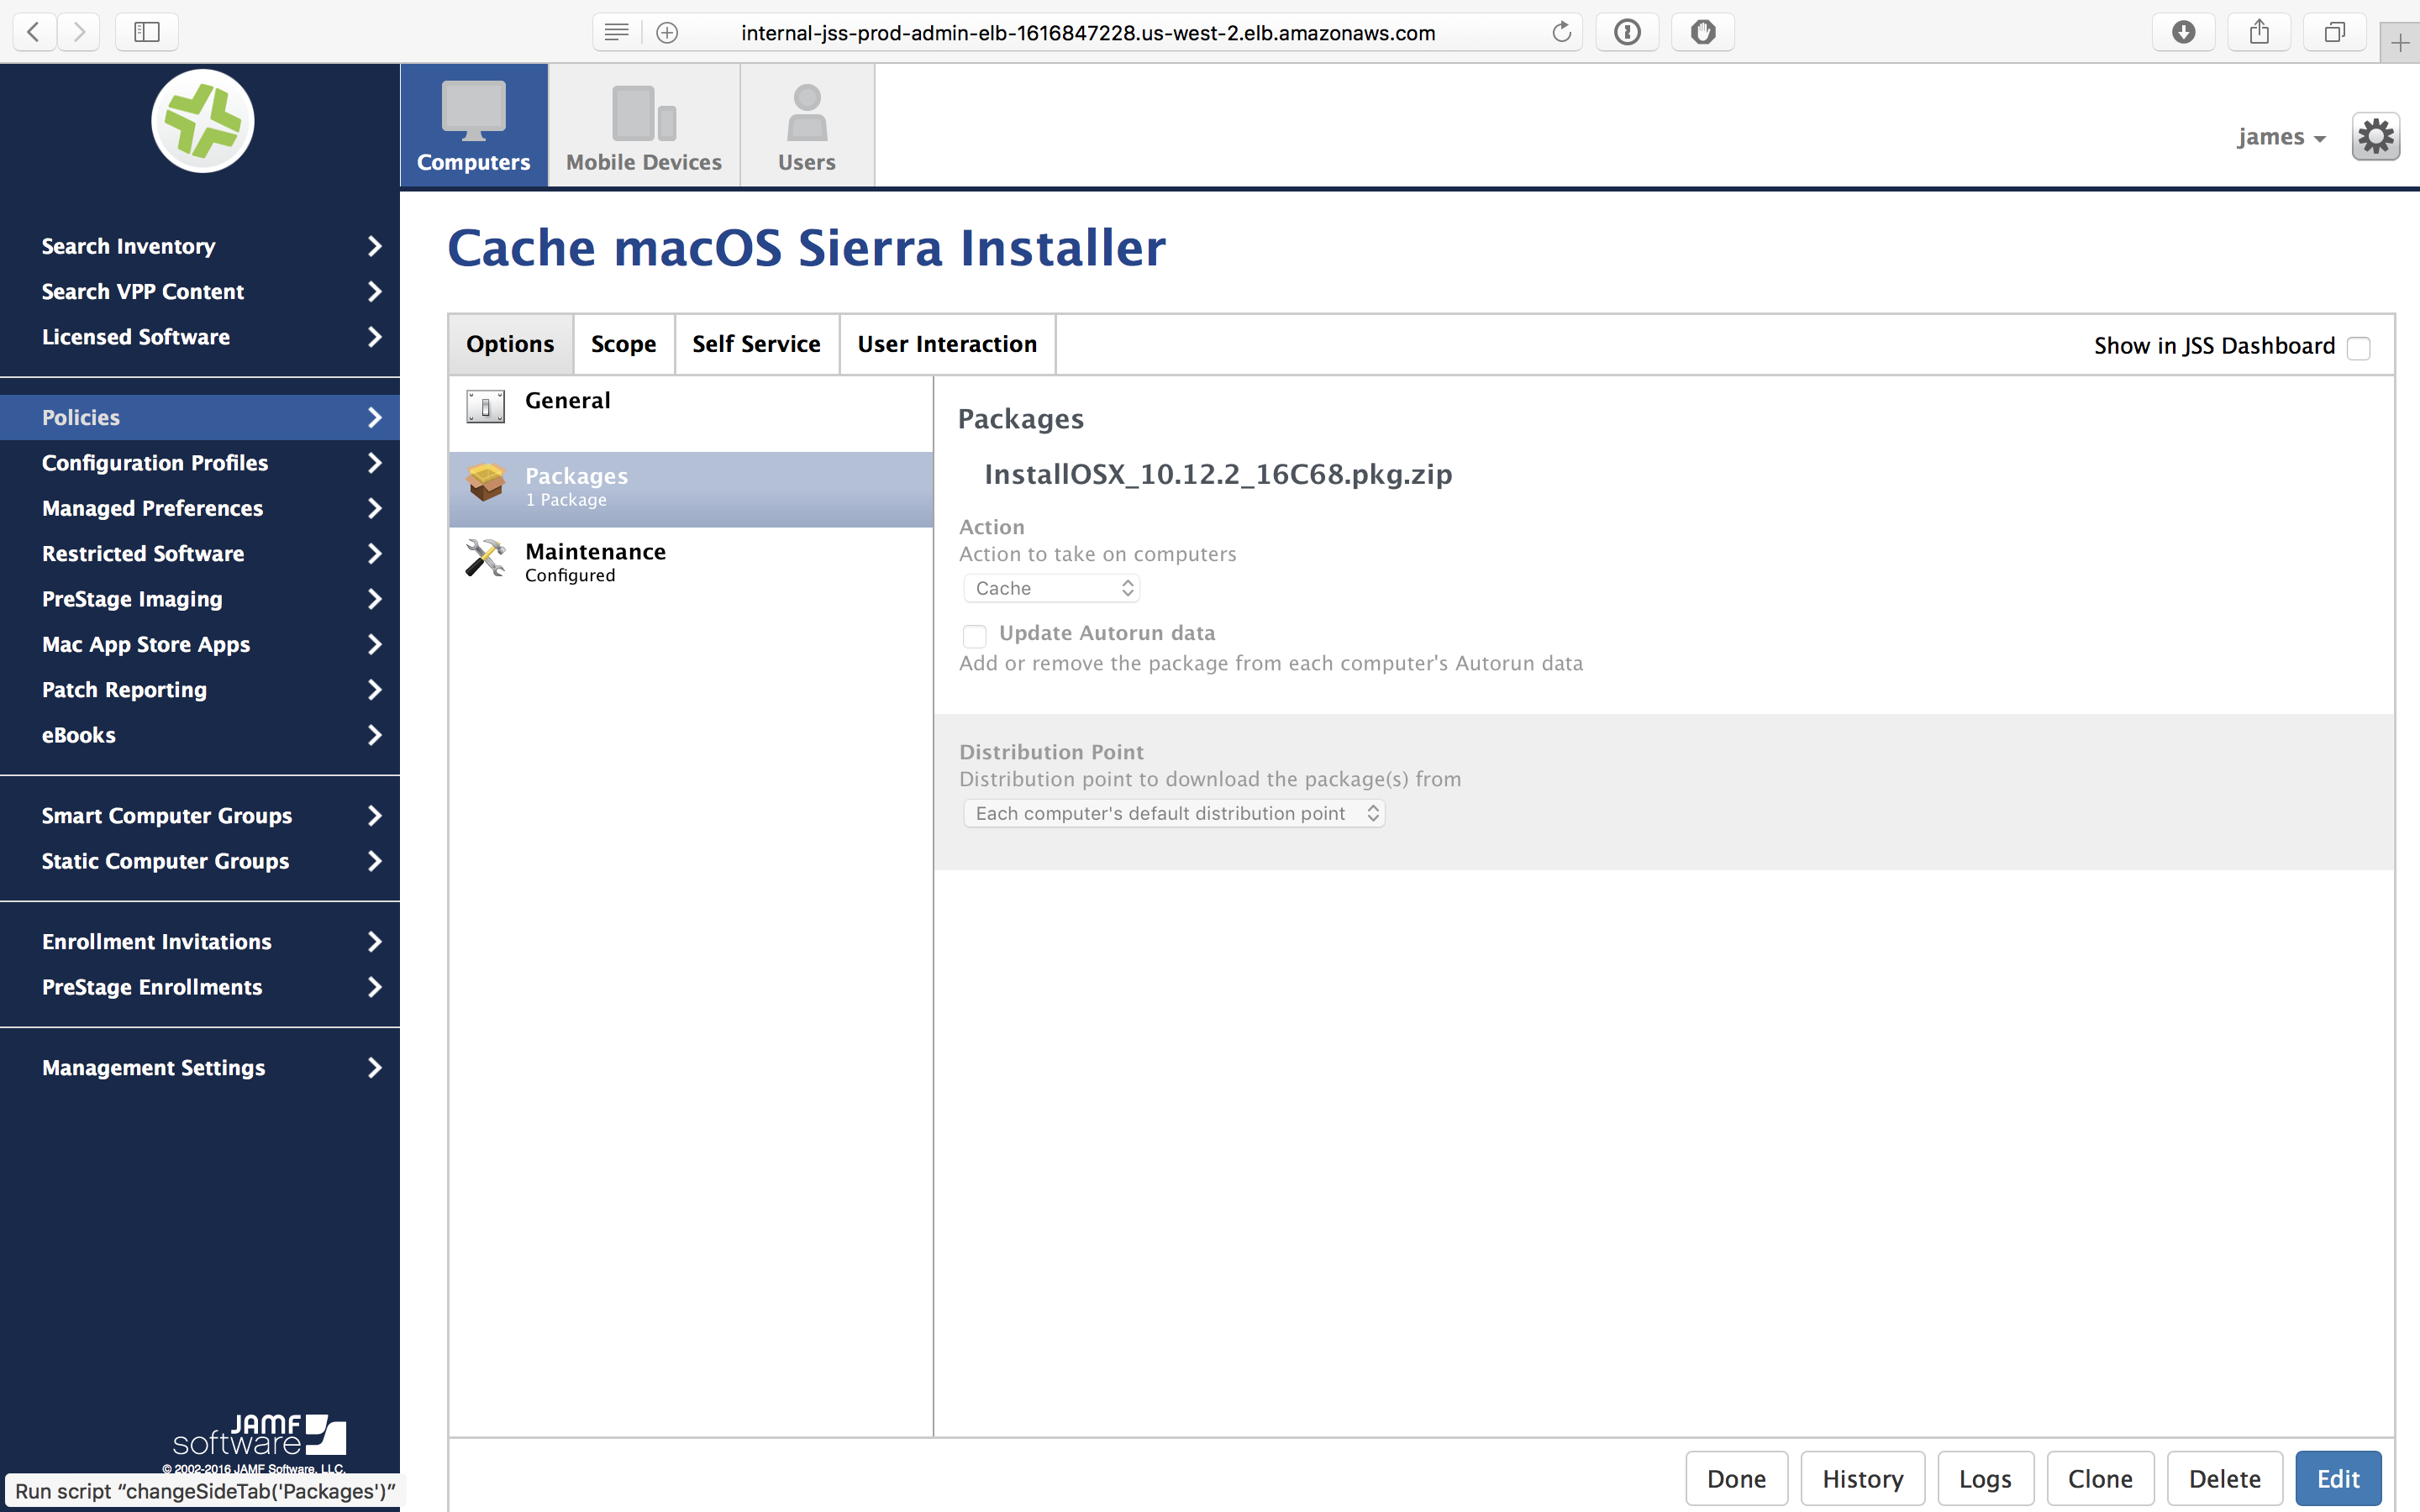 internal-jss-prod-admin-elb-1616847228.us-west-2.elb.amazonaws.com
Computers
Mobile Devices
Users
james
Search Inventory
Search VPP Content
Licensed Software
Policies
Configuration Profiles
Managed Preferences
Restricted Software
PreStage Imaging
Mac App Store Apps
Patch Reporting
eBooks
Smart Computer Groups
Static Computer Groups
Enrollment Invitations
PreStage Enrollments
Management Settings
JAMF
software
© 2002-2016 JAMF Software, LLC.
Run script “changeSideTab('Packages')”
Cache macOS Sierra Installer
Options
Scope
Self Service
User Interaction
Show in JSS Dashboard
General
Packages
1 Package
Maintenance
Configured
Packages
InstallOSX_10.12.2_16C68.pkg.zip
Action
Action to take on computers
Cache
Update Autorun data
Add or remove the package from each computer's Autorun data
Distribution Point
Distribution point to download the package(s) from
Each computer's default distribution point
Done
History
Logs
Clone
Delete
Edit